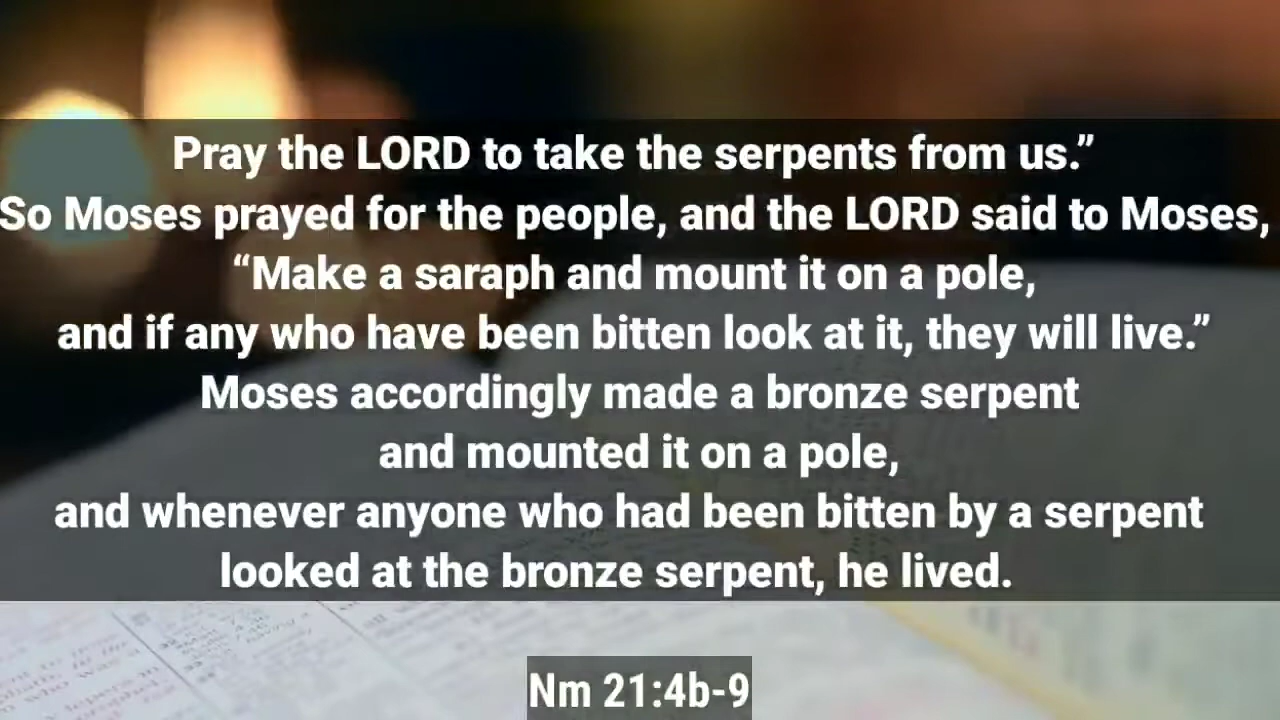 Pray the LORD to take the serpents from us.”
So Moses prayed for the people, and the LORD said to Moses,
“Make a saraph and mount it on a pole,
and if any who have been bitten look at it, they will live.”
Moses accordingly made a bronze serpent
and mounted it on a pole,
and whenever anyone who had been bitten by a serpent
looked at the bronze serpent, he lived.
Nm 21:4b-9